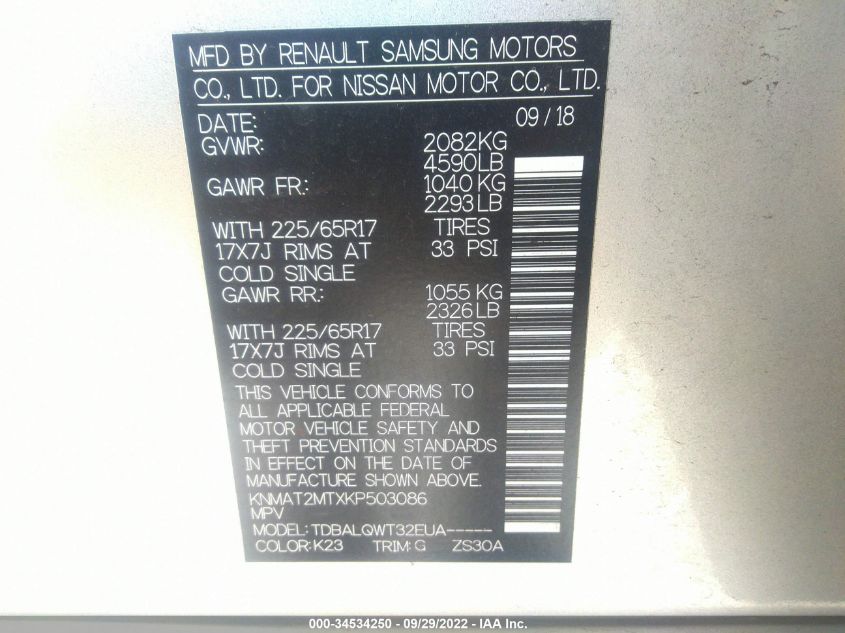 MFD BY RENAULT SAMSUNG MOTORS
CO., LTD. FOR NISSAN MOTOR CO., LTD.
DATE: 09 / 18
GVWR: 2082KG
4590LB
GAWR FR.: 1040 KG
2293 LB
WITH 225/65R17 TIRES
17X7J RIMS AT 33 PSI
COLD SINGLE
GAWR RR.: 1055 KG
2326 LB
WITH 225/65R17 TIRES
17X7J RIMS AT 33 PSI
COLD SINGLE
THIS VEHICLE CONFORMS TO
ALL APPLICABLE FEDERAL
MOTOR VEHICLE SAFETY AND
THEFT PREVENTION STANDARDS
IN EFFECT ON THE DATE OF
MANUFACTURE SHOWN ABOVE.
KNMAT2MTXKP503086
MPV
MODEL: TDBALQWT32EUA-----
COLOR: K23 TRIM: G ZS30A
000-34534250 - 09/29/2022 - IAA Inc.